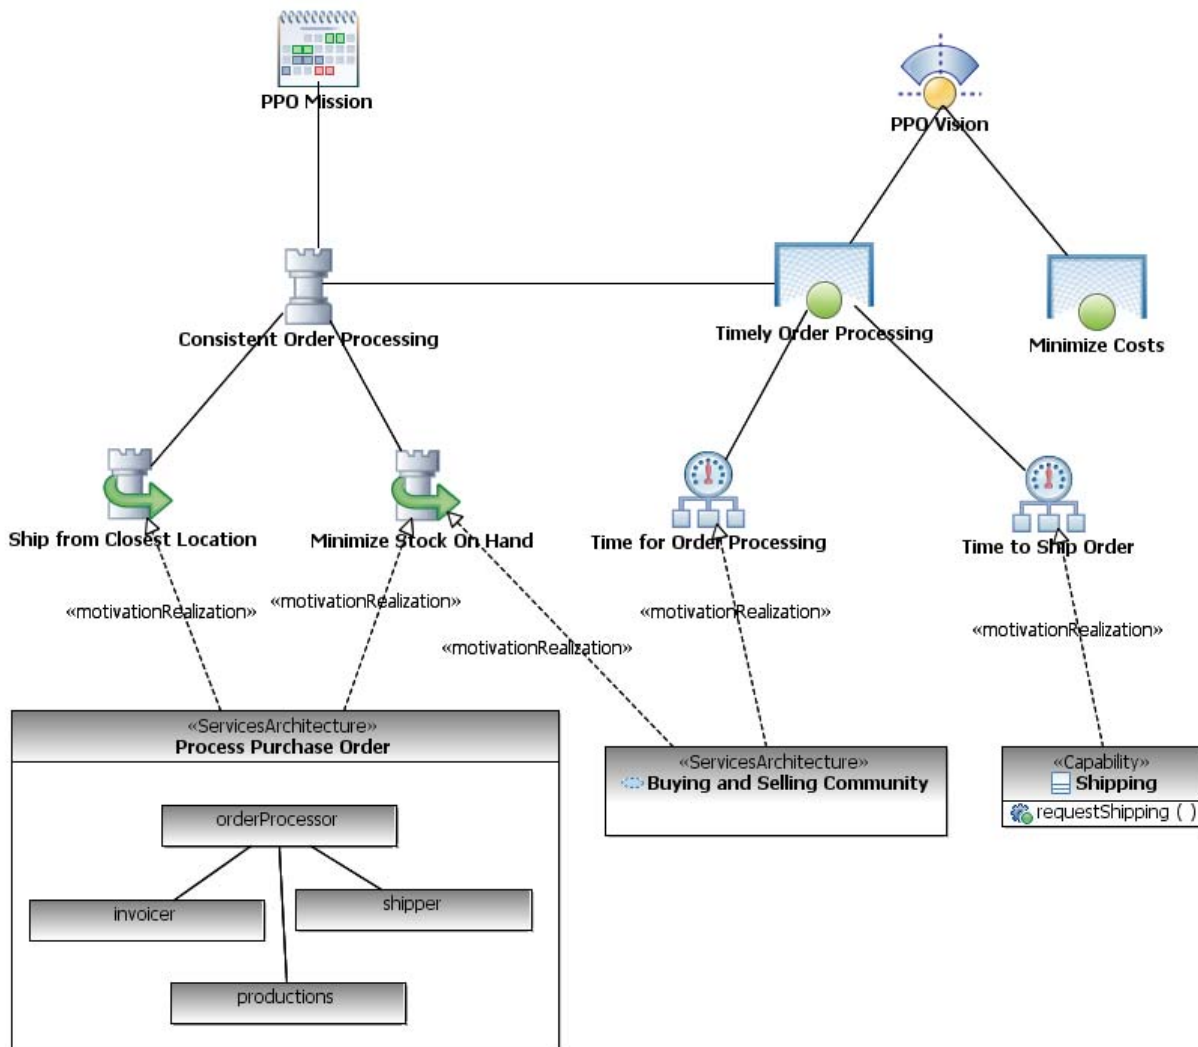 PPO Mission
PPO Vision
Consistent Order Processing
Timely Order Processing
Minimize Costs
Ship from Closest Location
Minimize Stock On Hand
Time for Order Processing
Time to Ship Order
«motivationRealization»
«motivationRealization»
«motivationRealization»
«motivationRealization»
«motivationRealization»
«ServicesArchitecture»
Process Purchase Order
orderProcessor
invoicer
shipper
productions
«ServicesArchitecture»
Buying and Selling Community
«Capability»
Shipping
requestShipping ( )